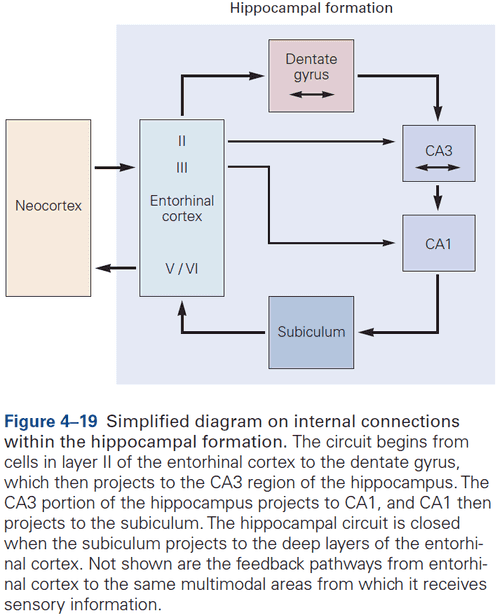 Hippocampal formation
Dentate
gyrus
II
III
CA3
Neocortex
Entorhinal
cortex
CA1
V / VI
Subiculum
Figure 4–19 Simplified diagram on internal connections
within the hippocampal formation. The circuit begins from
cells in layer II of the entorhinal cortex to the dentate gyrus,
which then projects to the CA3 region of the hippocampus. The
CA3 portion of the hippocampus projects to CA1, and CA1 then
projects to the subiculum. The hippocampal circuit is closed
when the subiculum projects to the deep layers of the entorhi-
nal cortex. Not shown are the feedback pathways from entorhi-
nal cortex to the same multimodal areas from which it receives
sensory information.